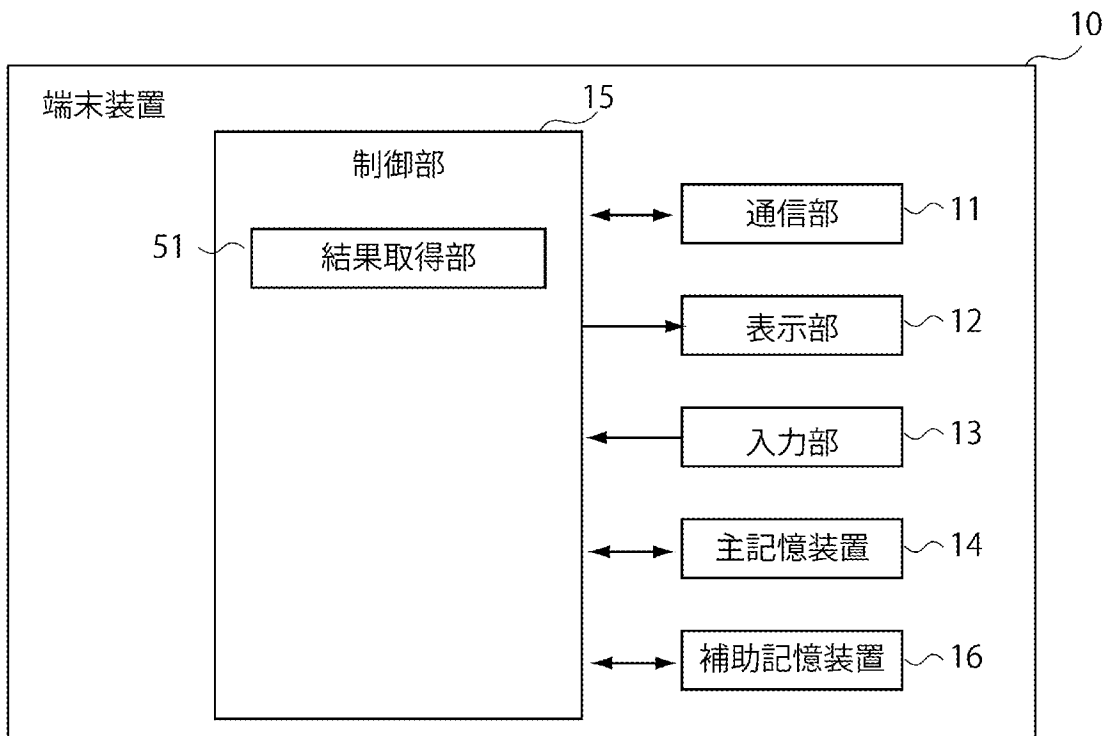 10
端末装置
15
制御部
通信部
11
51
結果取得部
表示部
12
入力部
13
主記憶装置
14
補助記憶装置
16